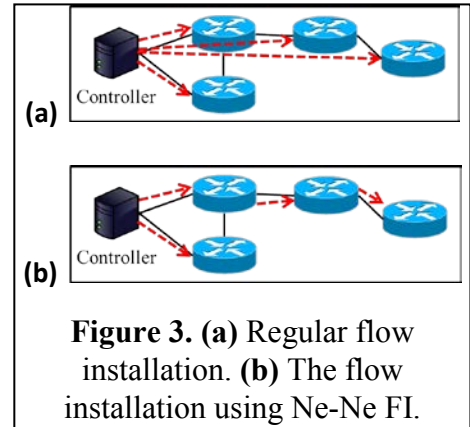 Controller
(a)
Controller
(b)
Figure 3. (a) Regular flow
installation. (b) The flow
installation using Ne-Ne FI.